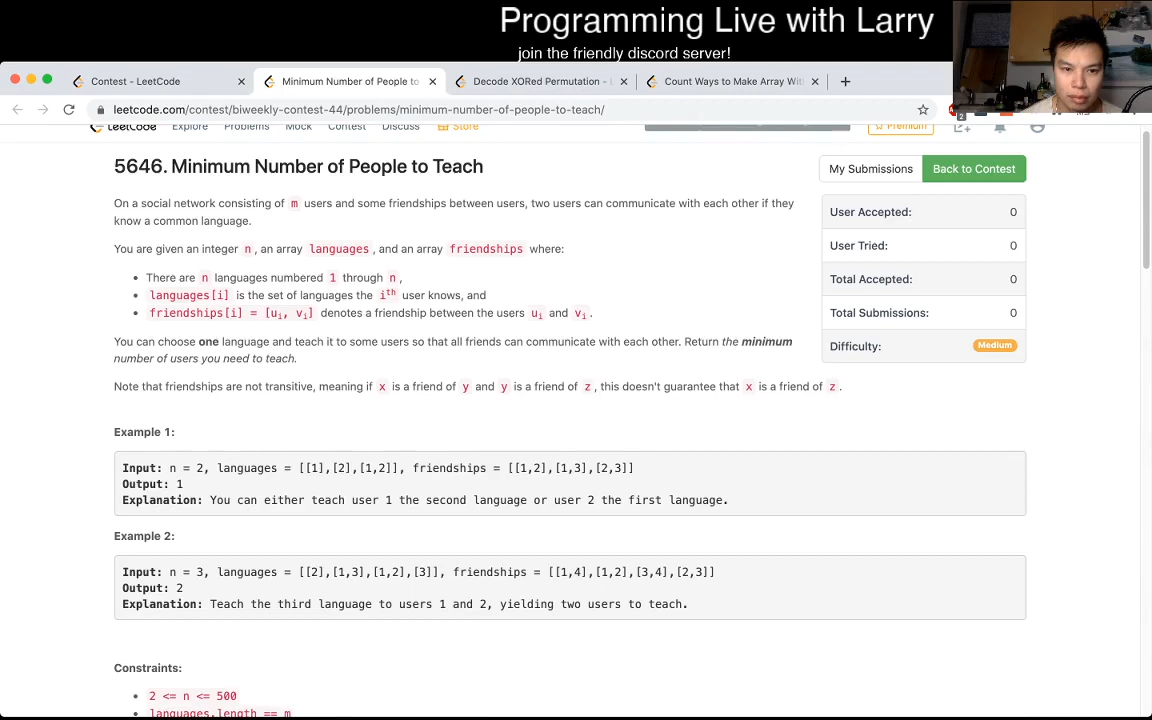 Programming Live with Larry
join the friendly discord server!
Contest - LeetCode
Minimum Number of People to
Decode XORed Permutation -
Count Ways to Make Array Wit
leetcode.com/contest/biweekly-contest-44/problems/minimum-number-of-people-to-teach/
2
LeetCode Explore Problems Mock Contest Discuss Store Premium
5646. Minimum Number of People to Teach
My Submissions Back to Contest
On a social network consisting of m users and some friendships between users, two users can communicate with each other if they
know a common language.
You are given an integer n, an array languages, and an array friendships where:
• There are n languages numbered 1 through n,
• languages[i] is the set of languages the ith user knows, and
• friendships[i] = [ui, vi] denotes a friendship between the users ui and vi.
You can choose one language and teach it to some users so that all friends can communicate with each other. Return the minimum
number of users you need to teach.
Note that friendships are not transitive, meaning if x is a friend of y and y is a friend of z, this doesn't guarantee that x is a friend of z.
User Accepted: 0
User Tried: 0
Total Accepted: 0
Total Submissions: 0
Difficulty: Medium
Example 1:
Input: n = 2, languages = [[1],[2],[1,2]], friendships = [[1,2],[1,3],[2,3]]
Output: 1
Explanation: You can either teach user 1 the second language or user 2 the first language.
Example 2:
Input: n = 3, languages = [[2],[1,3],[1,2],[3]], friendships = [[1,4],[1,2],[3,4],[2,3]]
Output: 2
Explanation: Teach the third language to users 1 and 2, yielding two users to teach.
Constraints:
• 2 <= n <= 500
• languages.length == m